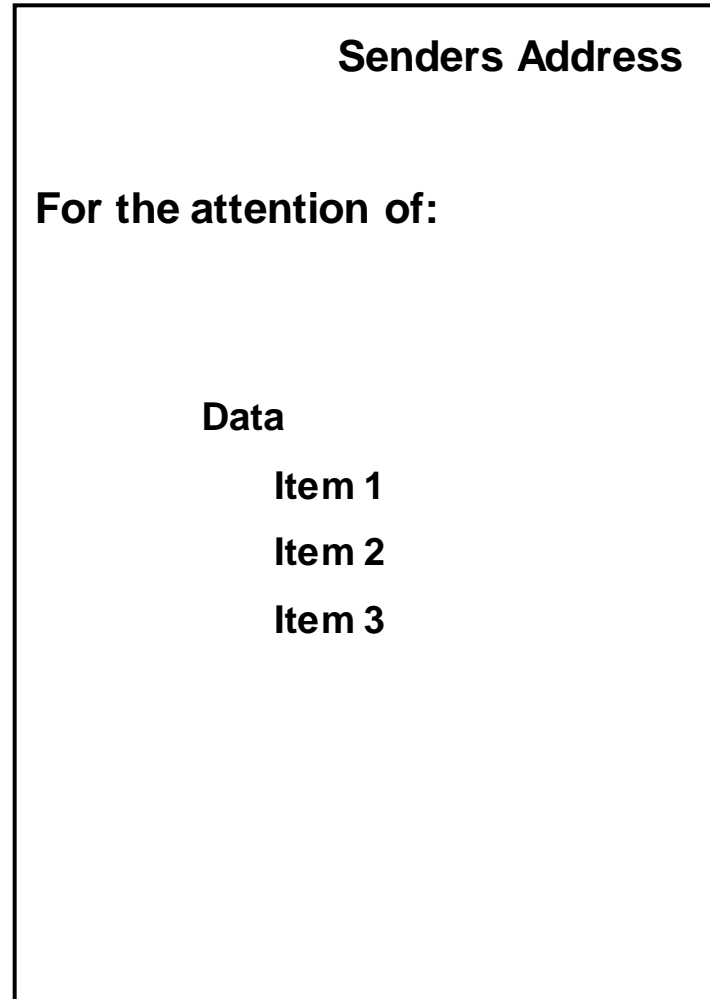 Senders Address
For the attention of:
Data
Item 1
Item 2
Item 3